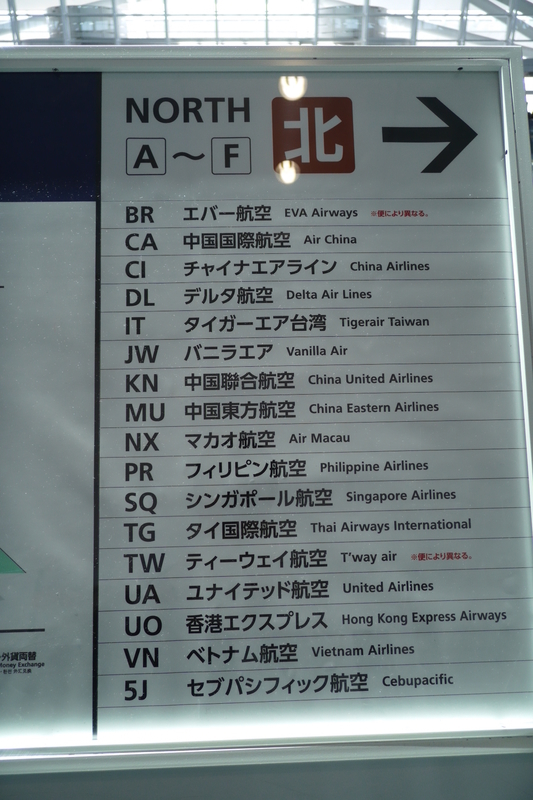 NORTH 北
A ～ F
BR エバー航空 EVA Airways ※便により異なる。
CA 中国国際航空 Air China
CI チャイナエアライン China Airlines
DL デルタ航空 Delta Air Lines
IT タイガーエア台湾 Tigerair Taiwan
JW バニラエア Vanilla Air
KN 中国聯合航空 China United Airlines
MU 中国東方航空 China Eastern Airlines
NX マカオ航空 Air Macau
PR フィリピン航空 Philippine Airlines
SQ シンガポール航空 Singapore Airlines
TG タイ国際航空 Thai Airways International
TW ティーウェイ航空 T'way air ※便により異なる。
UA ユナイテッド航空 United Airlines
UO 香港エクスプレス Hong Kong Express Airways
VN ベトナム航空 Vietnam Airlines
5J セブパシフィック航空 Cebupacific
外貨両替
Money Exchange